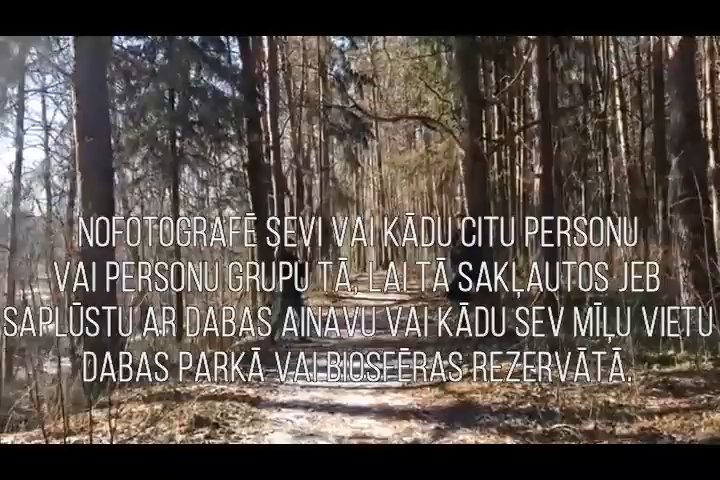 NOFOTOGRAFĒ SEVI VAI KĀDU CITU PERSONU
VAI PERSONU GRUPU TĀ, LAI TĀ SAKĻAUTOS JEB
SAPLŪSTU AR DABAS AINAVU VAI KĀDU SEV MĪĻU VIETU
DABAS PARKĀ VAI BIOSFĒRAS REZERVĀTĀ.